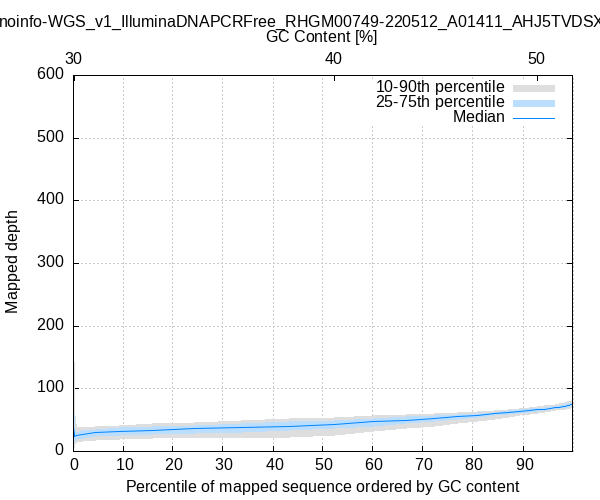 noinfo-WGS_v1_IlluminaDNAPCRFree_RHGM00749-220512_A01411_AHJ5TVDSX
GC Content [%]
30 40 50
600
500
400
300
200
100
0
10-90th percentile
25-75th percentile
Median
Mapped depth
0 10 20 30 40 50 60 70 80 90
Percentile of mapped sequence ordered by GC content